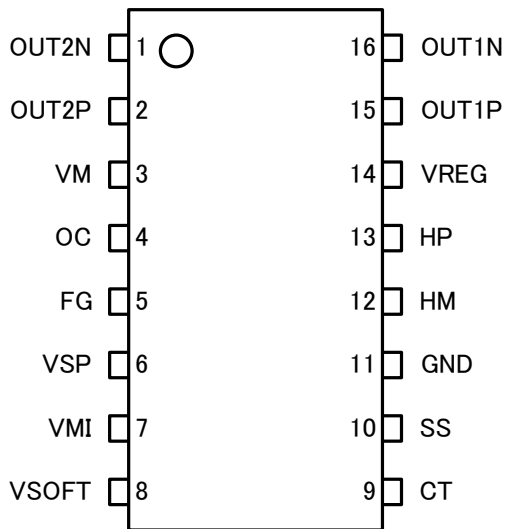 OUT2N 1 16 OUT1N
OUT2P 2 15 OUT1P
VM 3 14 VREG
OC 4 13 HP
FG 5 12 HM
VSP 6 11 GND
VMI 7 10 SS
VSOFT 8 9 CT